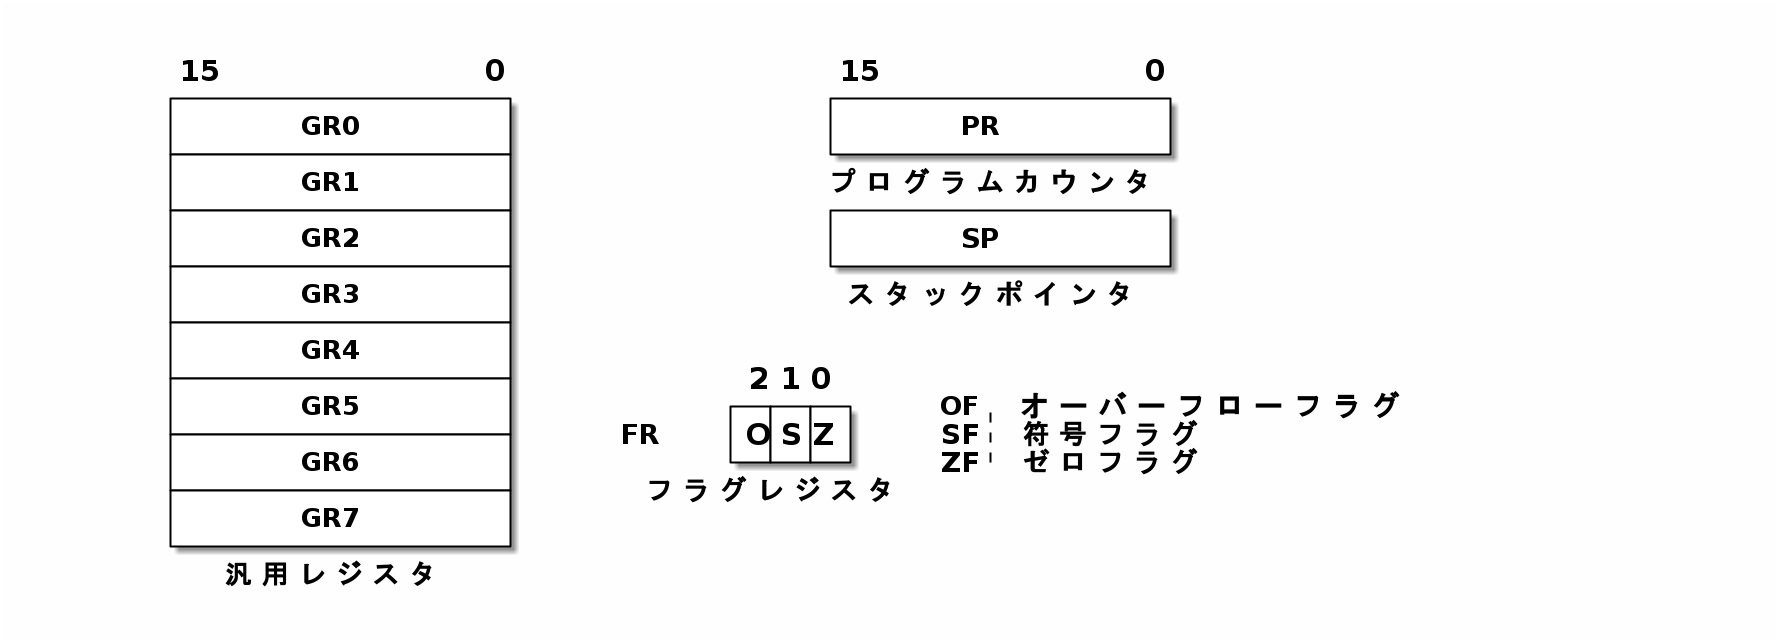 15 0
GR0
GR1
GR2
GR3
GR4
GR5
GR6
GR7
汎用レジスタ
15 0
PR
プログラムカウンタ
SP
スタックポインタ
2 1 0
FR O S Z
フラグレジスタ
OF オーバーフローフラグ
SF 符号フラグ
ZF ゼロフラグ